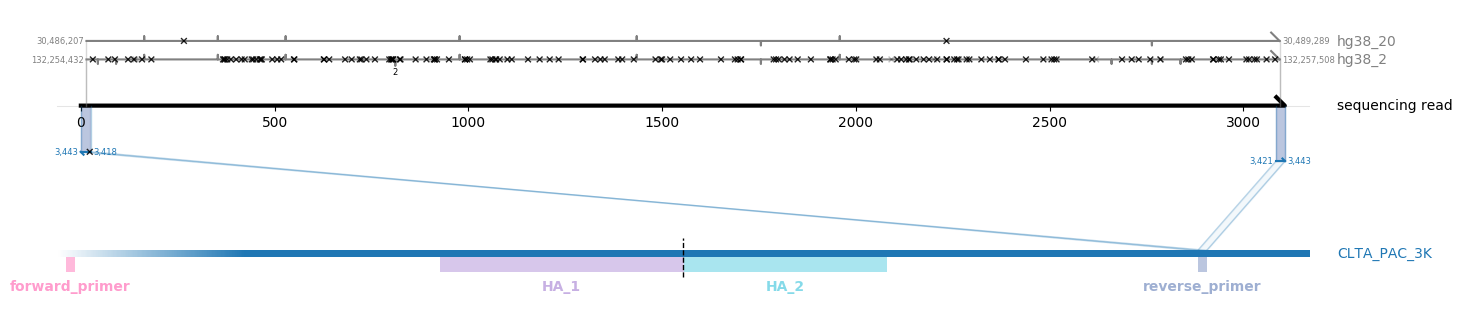 30,486,207 30,489,289 hg38_20
132,254,432 132,257,508 hg38_2
2
sequencing read
0 500 1000 1500 2000 2500 3000
3,443 3,418
3,421 3,443
CLTA_PAC_3K
forward_primer HA_1 HA_2 reverse_primer